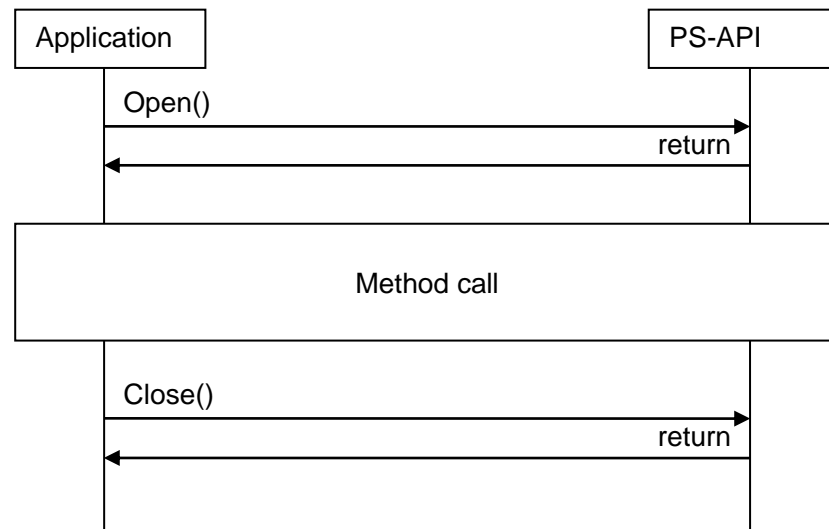 Application
PS-API
Open()
return
Method call
Close()
return